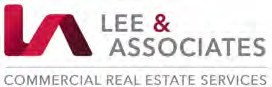 LEE &
ASSOCIATES
COMMERCIAL REAL ESTATE SERVICES